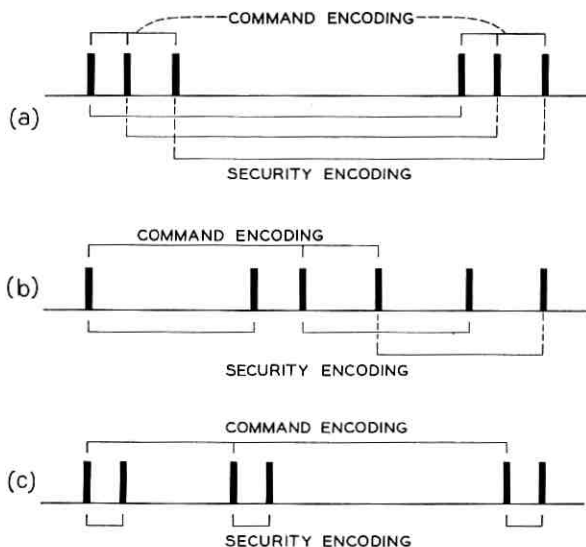 COMMAND ENCODING
(a)
SECURITY ENCODING
COMMAND ENCODING
(b)
SECURITY ENCODING
COMMAND ENCODING
(c)
SECURITY ENCODING